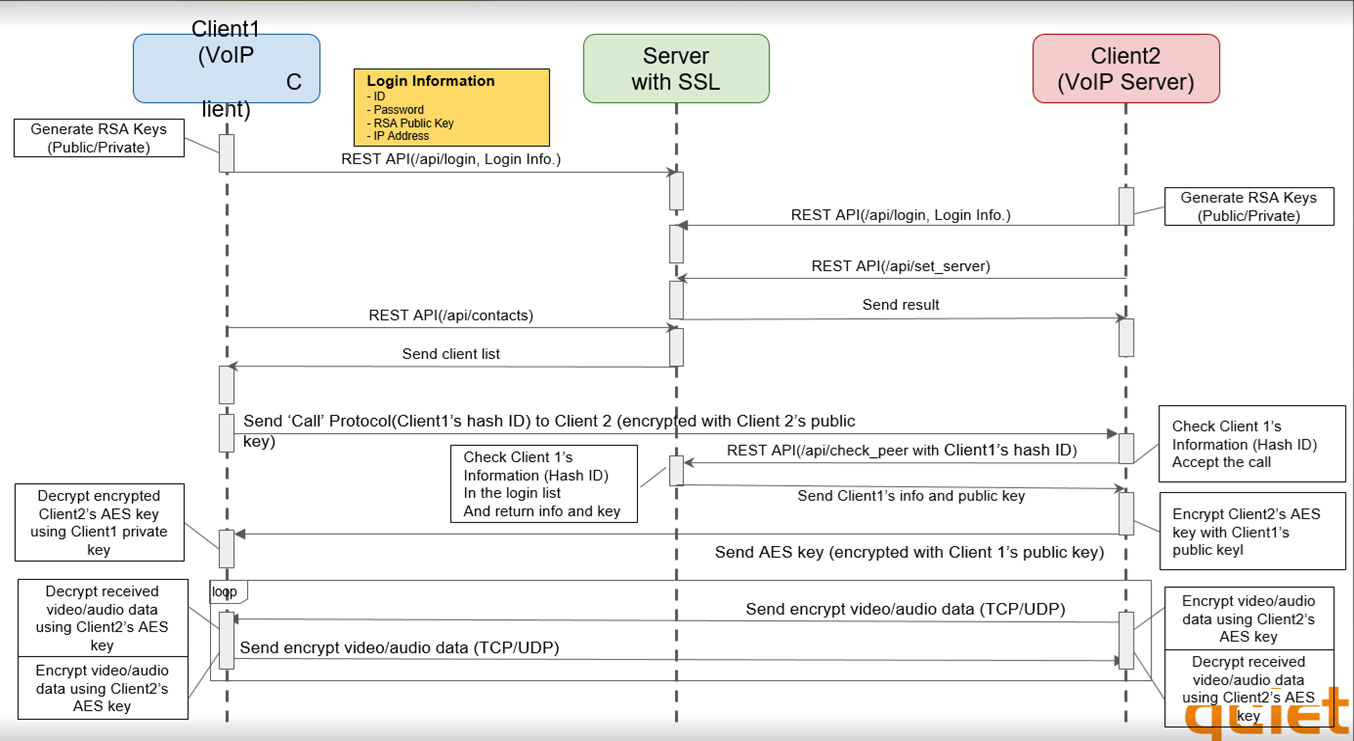 Client1
(VoIP
C
lient)
Server
with SSL
Client2
(VoIP Server)
Login Information
- ID
- Password
- RSA Public Key
- IP Address
Generate RSA Keys
(Public/Private)
REST API(/api/login, Login Info.)
Generate RSA Keys
(Public/Private)
REST API(/api/login, Login Info.)
REST API(/api/set_server)
Send result
REST API(/api/contacts)
Send client list
Send ‘Call’ Protocol(Client1’s hash ID) to Client 2 (encrypted with Client 2’s public
key)
Check Client 1’s
Information (Hash ID)
Accept the call
REST API(/api/check_peer with Client1’s hash ID)
Check Client 1’s
Information (Hash ID)
In the login list
And return info and key
Send Client1’s info and public key
Decrypt encrypted
Client2’s AES key
using Client1 private
key
Encrypt Client2’s AES
key with Client1’s
public keyl
Send AES key (encrypted with Client 1’s public key)
loop
Decrypt received
video/audio data
using Client2’s AES
key
Send encrypt video/audio data (TCP/UDP)
Encrypt video/audio
data using Client2’s
AES key
Send encrypt video/audio data (TCP/UDP)
Encrypt video/audio
data using Client2’s
AES key
Decrypt received
video/audio data
using Client2’s AES
key
quiet